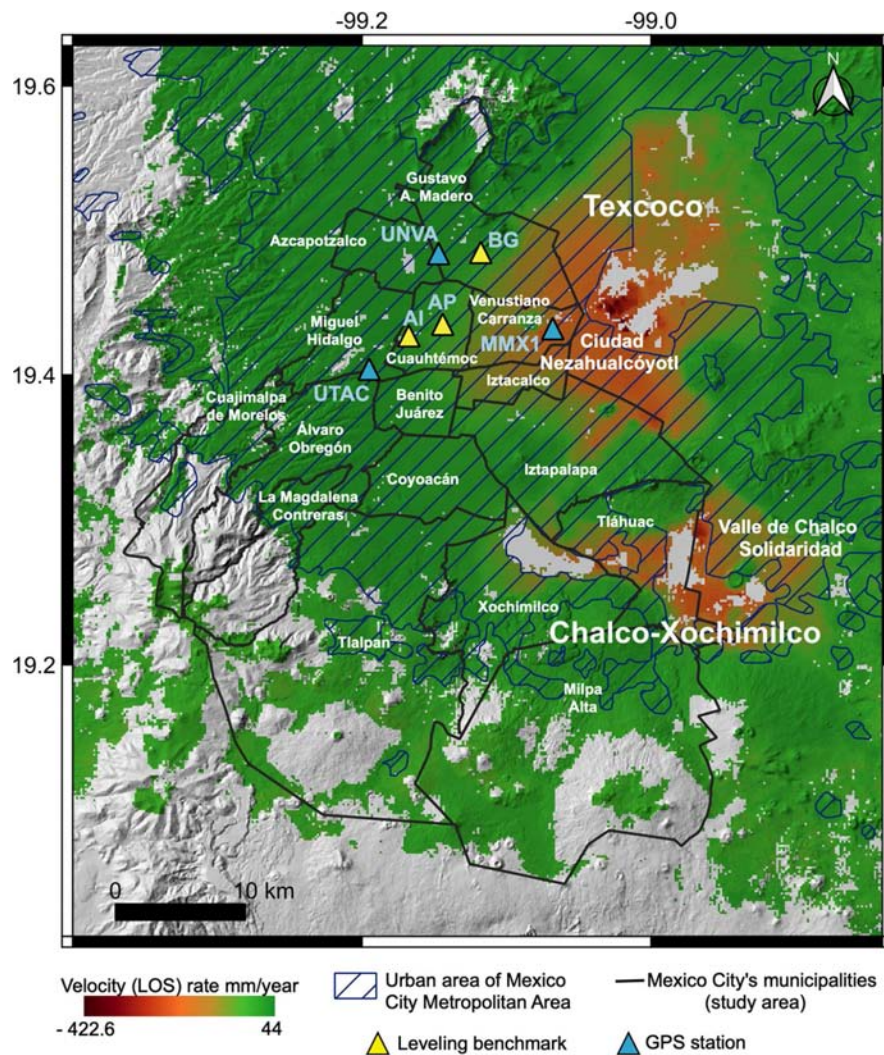 -99.2
-99.0
19.6
19.4
19.2
N
Gustavo
A. Madero
Texcoco
Azcapotzalco
UNVA
BG
AP
AI
Venustiano
Carranza
Miguel
Hidalgo
MMX1
Ciudad
Nezahualcóyotl
Cuauhtémoc
Iztacalco
UTAC
Benito
Juárez
Cuajimalpa
de Morelos
Álvaro
Obregón
Coyoacán
Iztapalapa
La Magdalena
Contreras
Tláhuac
Valle de Chalco
Solidaridad
Xochimilco
Chalco-Xochimilco
Tlalpan
Milpa
Alta
0
10 km
Velocity (LOS) rate mm/year
- 422.6
44
Urban area of Mexico
City Metropolitan Area
Mexico City's municipalities
(study area)
Leveling benchmark
GPS station